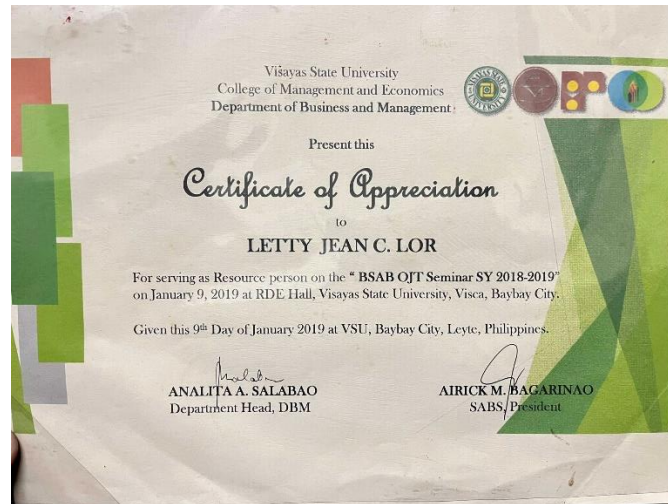 Visayas State University
College of Management and Economics
Department of Business and Management
Present this
Certificate of Appreciation
to
LETTY JEAN C. LOR
For serving as Resource person on the " BSAB OJT Seminar SY 2018-2019"
on January 9, 2019 at RDE Hall, Visayas State University, Visca, Baybay City.
Given this 9th Day of January 2019 at VSU, Baybay City, Leyte, Philippines.
ANALITA A. SALABAO
Department Head, DBM
AIRICK M. BAGARINAO
SABS, President